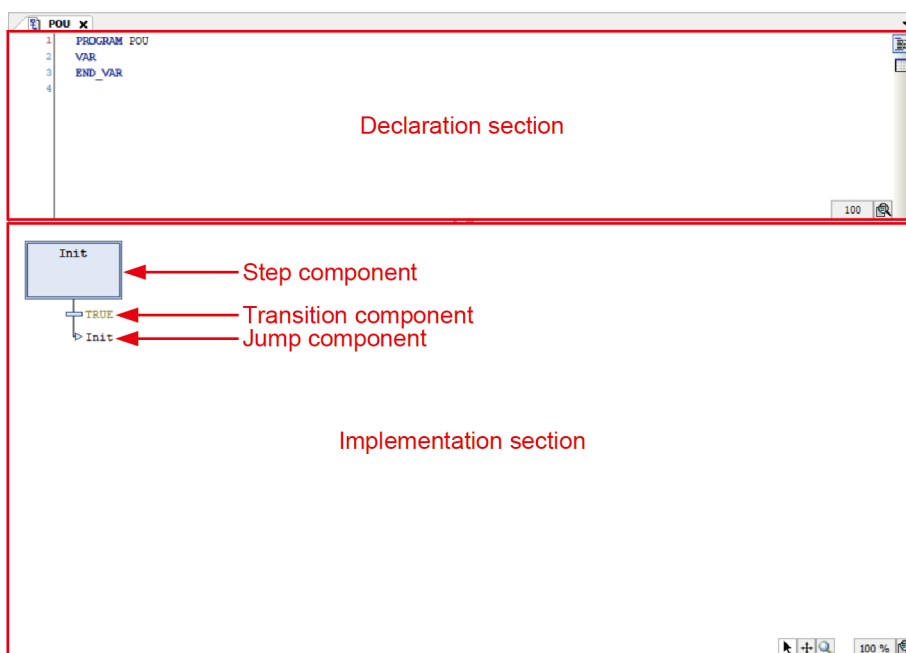 POU
1 PROGRAM POU
2 VAR
3 END_VAR
4
Declaration section
100
Init
Step component
TRUE
Transition component
Init
Jump component
Implementation section
100 %